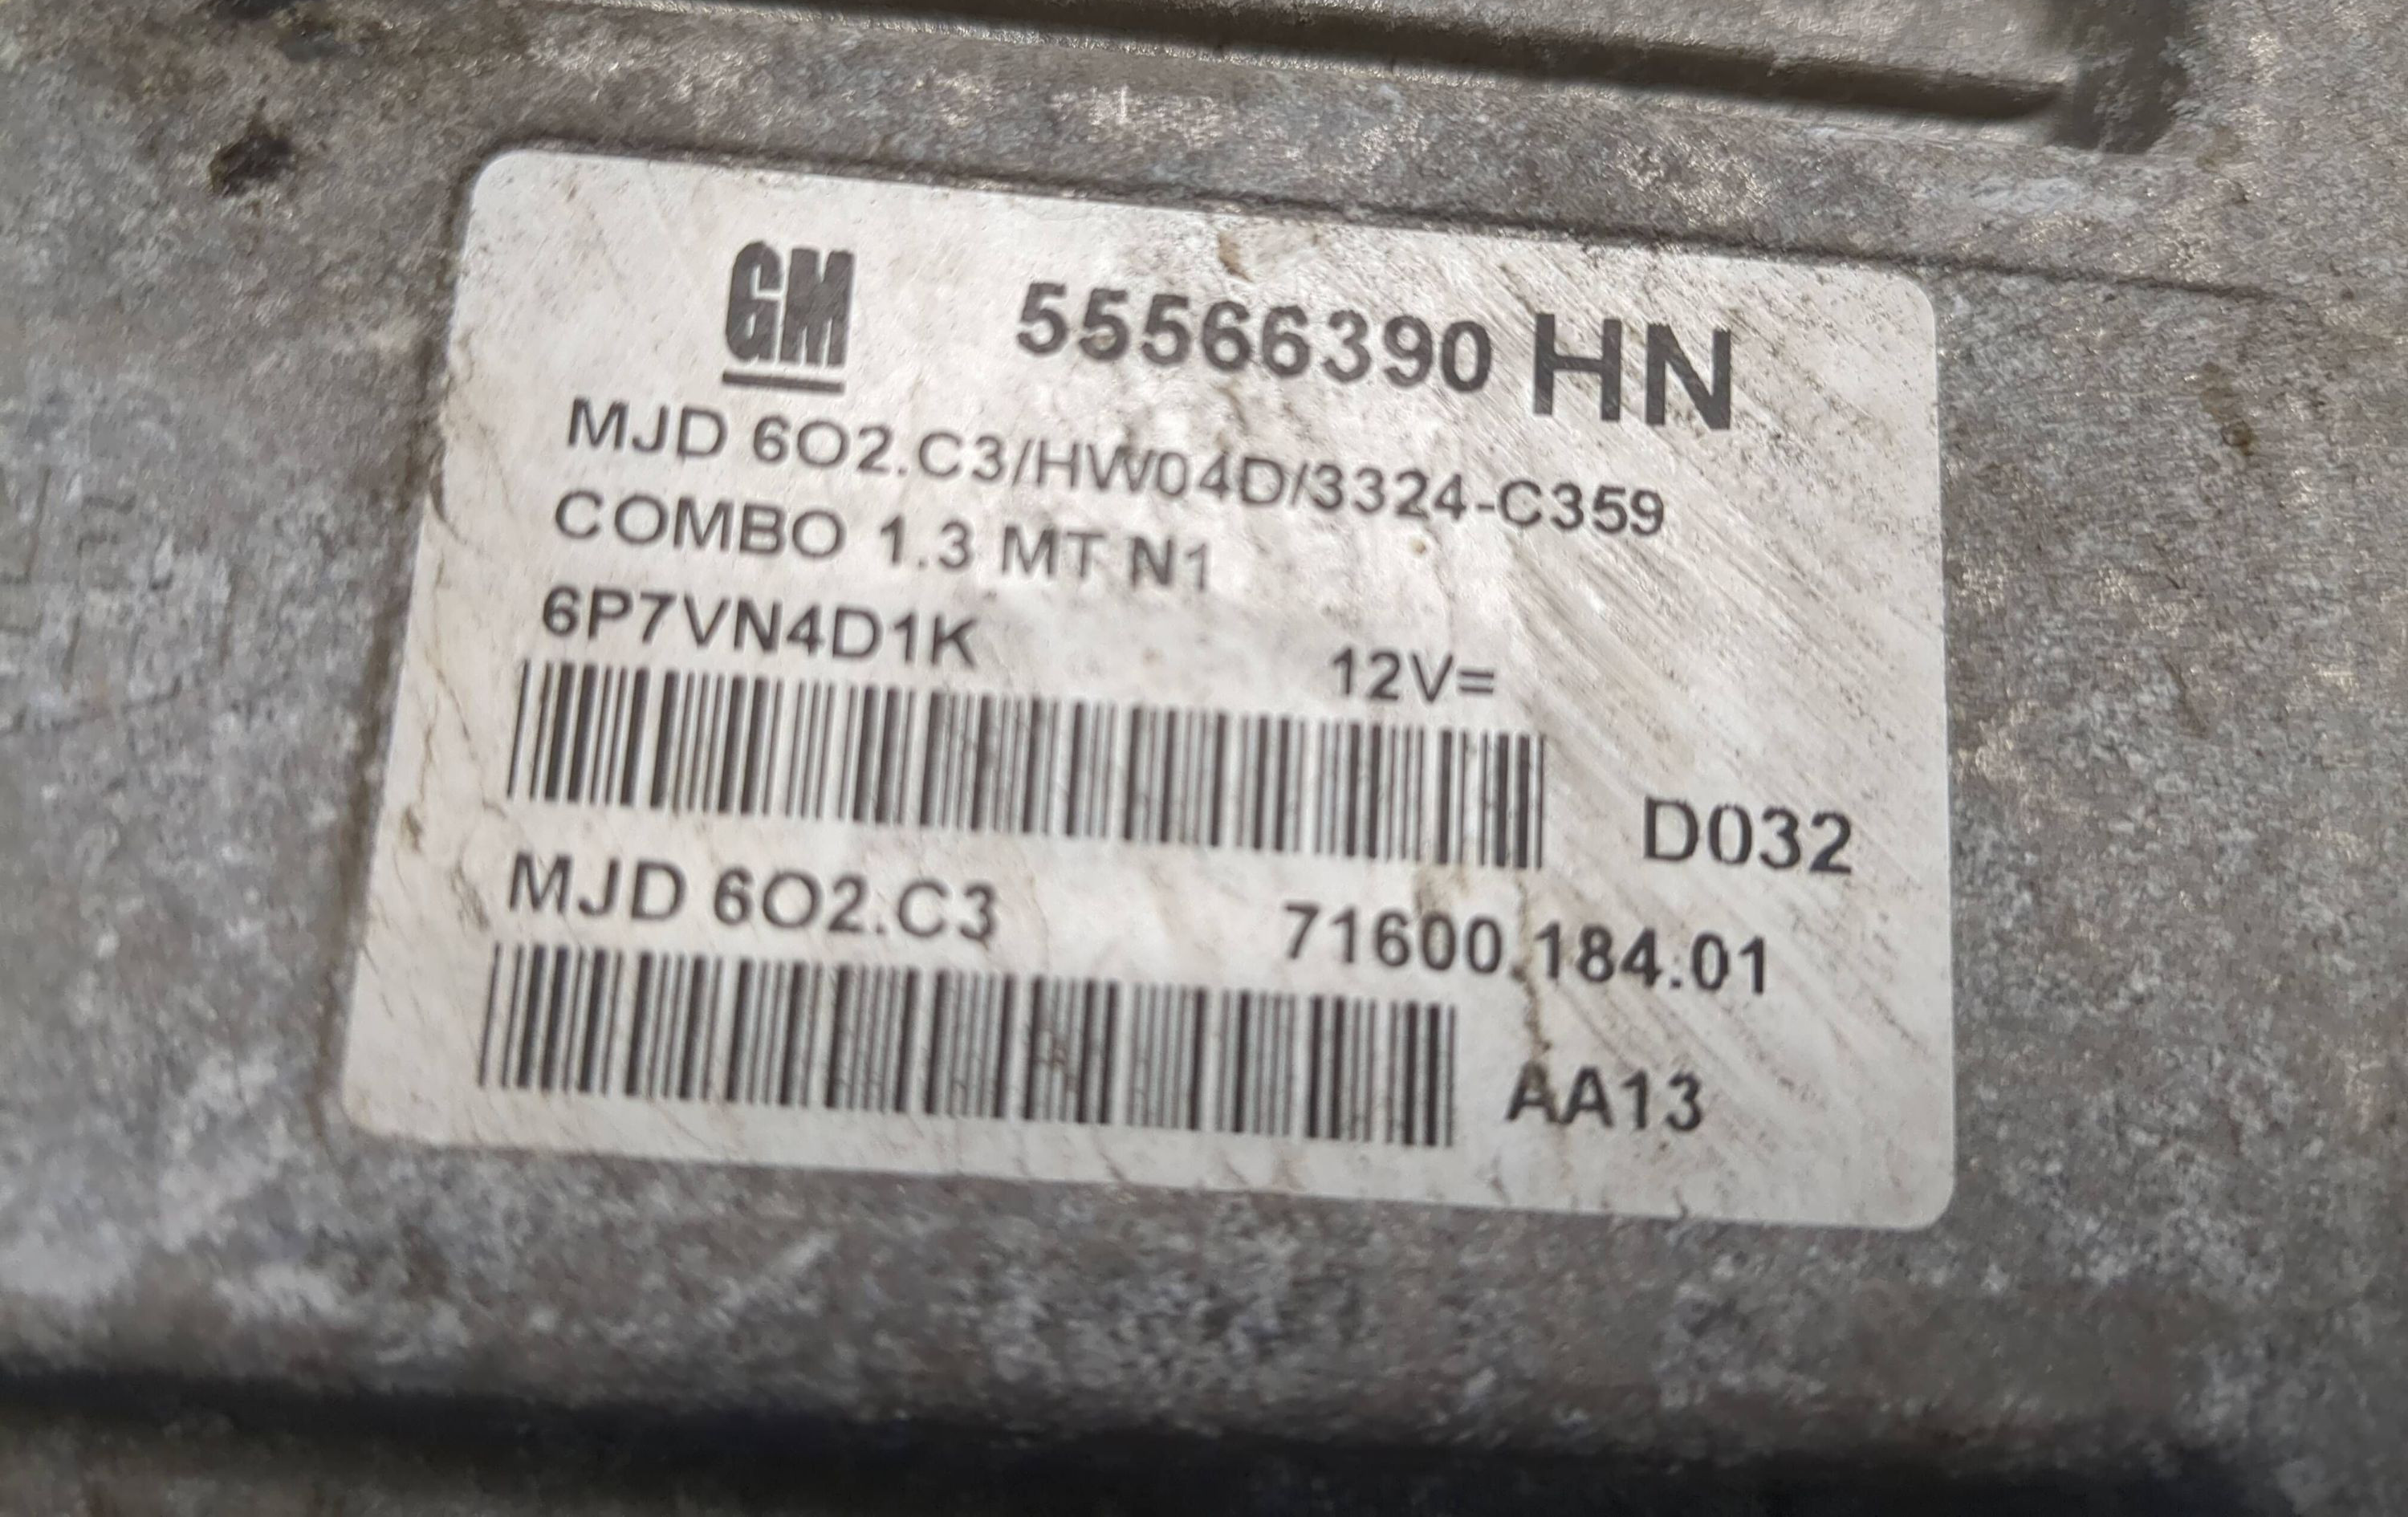 GM 55566390 HN
MJD 6O2.C3/HW04D/3324-C359
COMBO 1.3 MT N1
6P7VN4D1K 12V=
D032
MJD 6O2.C3 71600.184.01
AA13